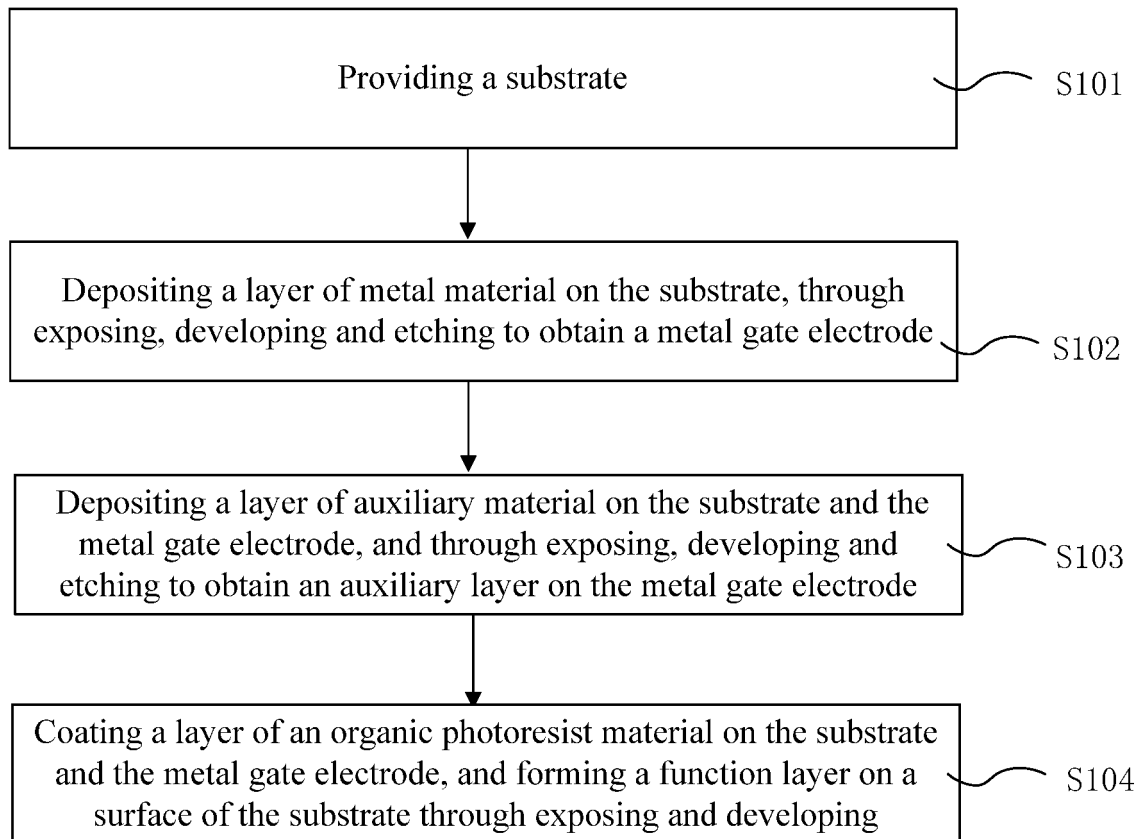 Providing a substrate
S101
Depositing a layer of metal material on the substrate, through
exposing, developing and etching to obtain a metal gate electrode
S102
Depositing a layer of auxiliary material on the substrate and the
metal gate electrode, and through exposing, developing and
etching to obtain an auxiliary layer on the metal gate electrode
S103
Coating a layer of an organic photoresist material on the substrate
and the metal gate electrode, and forming a function layer on a
surface of the substrate through exposing and developing
S104